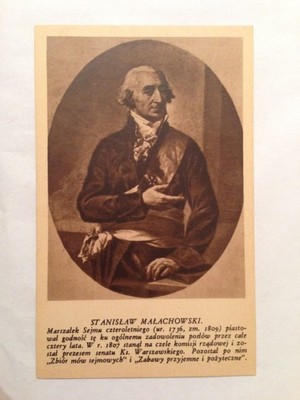 STANISŁAW MAŁACHOWSKI.
Marszałek Sejmu czteroletniego (ur. 1736, zm. 1809) piasto-
wał godność tę ku ogólnemu zadowoleniu posłów przez całe
cztery lata. W r. 1807 stanął na czele komisji rządowej i zo-
stał prezesem senatu Ks. Warszawskiego. Pozostał po nim
„Zbiór mów sejmowych” i „Zabawy przyjemne i pożyteczne”.